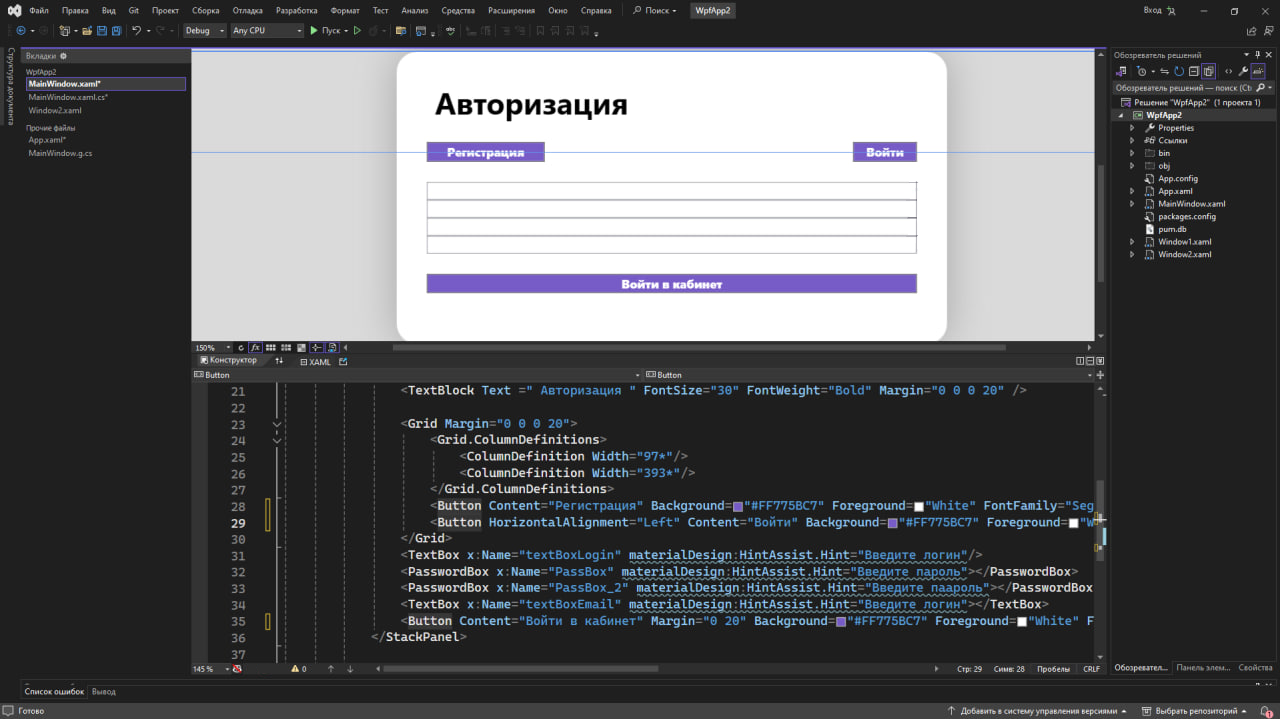 Файл Правка Вид Git Проект Сборка Отладка Разработка Формат Тест Анализ Средства Расширения Окно Справка Поиск WpfApp2 Вход
Debug Any CPU Пуск
Структура документа
Вкладки
WpfApp2
MainWindow.xaml*
MainWindow.xaml.cs*
Window2.xaml
Прочие файлы
App.xaml*
MainWindow.g.cs
Авторизация
Регистрация Войти
Войти в кабинет
150%
Конструктор XAML
Button Button
21 <TextBlock Text =" Авторизация " FontSize="30" FontWeight="Bold" Margin="0 0 0 20" />
22
23 <Grid Margin="0 0 0 20">
24 <Grid.ColumnDefinitions>
25 <ColumnDefinition Width="97*"/>
26 <ColumnDefinition Width="393*"/>
27 </Grid.ColumnDefinitions>
28 <Button Content="Регистрация" Background="#FF775BC7" Foreground="White" FontFamily="Seg
29 <Button HorizontalAlignment="Left" Content="Войти" Background="#FF775BC7" Foreground="W
30 </Grid>
31 <TextBox x:Name="textBoxLogin" materialDesign:HintAssist.Hint="Введите логин"/>
32 <PasswordBox x:Name="PassBox" materialDesign:HintAssist.Hint="Введите пароль"></PasswordBox>
33 <PasswordBox x:Name="PassBox_2" materialDesign:HintAssist.Hint="Введите паароль"></PasswordBox
34 <TextBox x:Name="textBoxEmail" materialDesign:HintAssist.Hint="Введите логин"></TextBox>
35 <Button Content="Войти в кабинет" Margin="0 20" Background="#FF775BC7" Foreground="White" F
36 </StackPanel>
37
145 % 0 Стр: 29 Симв: 28 Пробелы CRLF
Обозреватель решений
Обозреватель решений — поиск (Ct
Решение "WpfApp2" (1 проекта 1)
WpfApp2
Properties
Ссылки
bin
obj
App.config
App.xaml
MainWindow.xaml
packages.config
pum.db
Window1.xaml
Window2.xaml
Обозревател... Панель элем... Свойства
Список ошибок Вывод
Готово Добавить в систему управления версиями Выбрать репозиторий